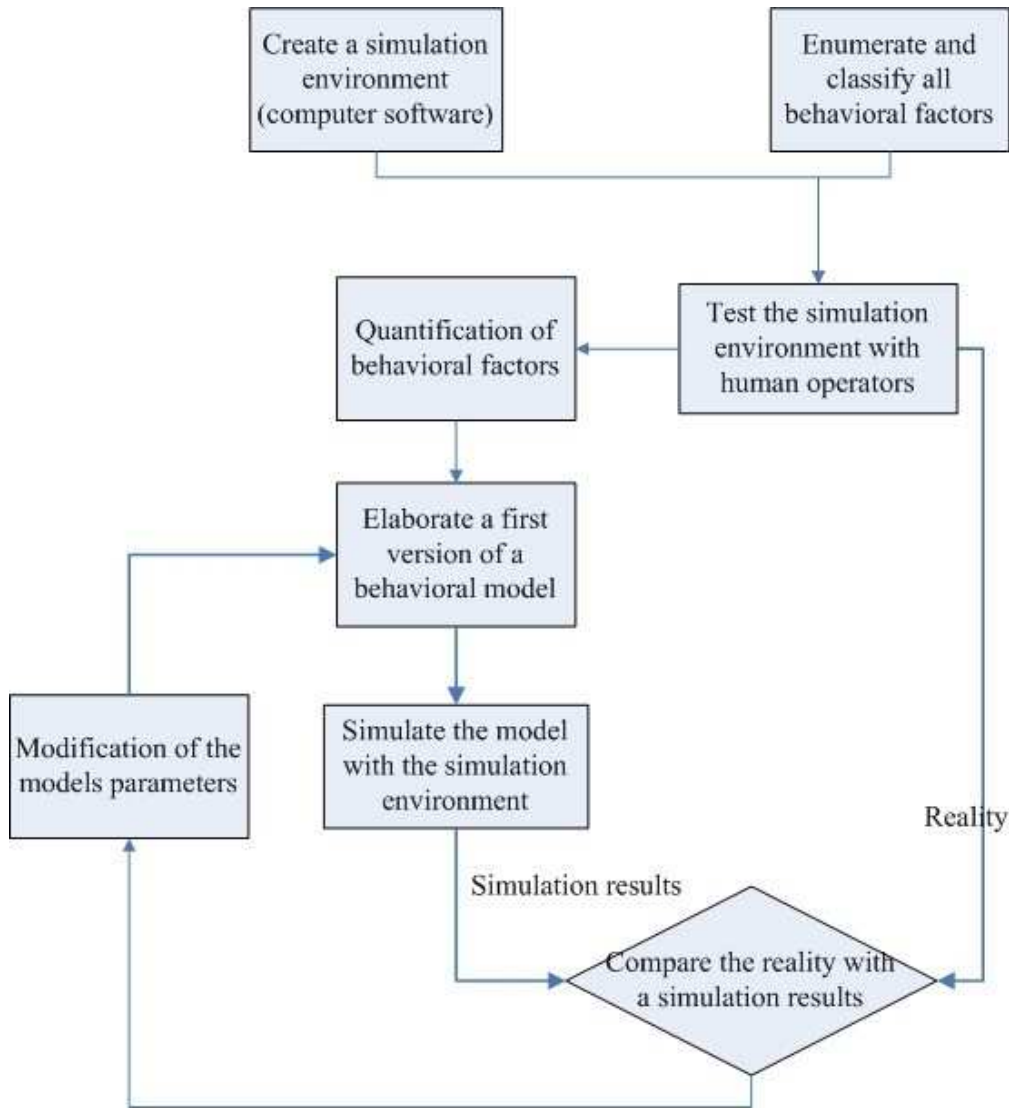 Create a simulation
environment
(computer software)
Enumerate and
classify all
behavioral factors
Quantification of
behavioral factors
Test the simulation
environment with
human operators
Elaborate a first
version of a
behavioral model
Modification of the
models parameters
Simulate the model
with the simulation
environment
Reality
Simulation results
Compare the reality with
a simulation results